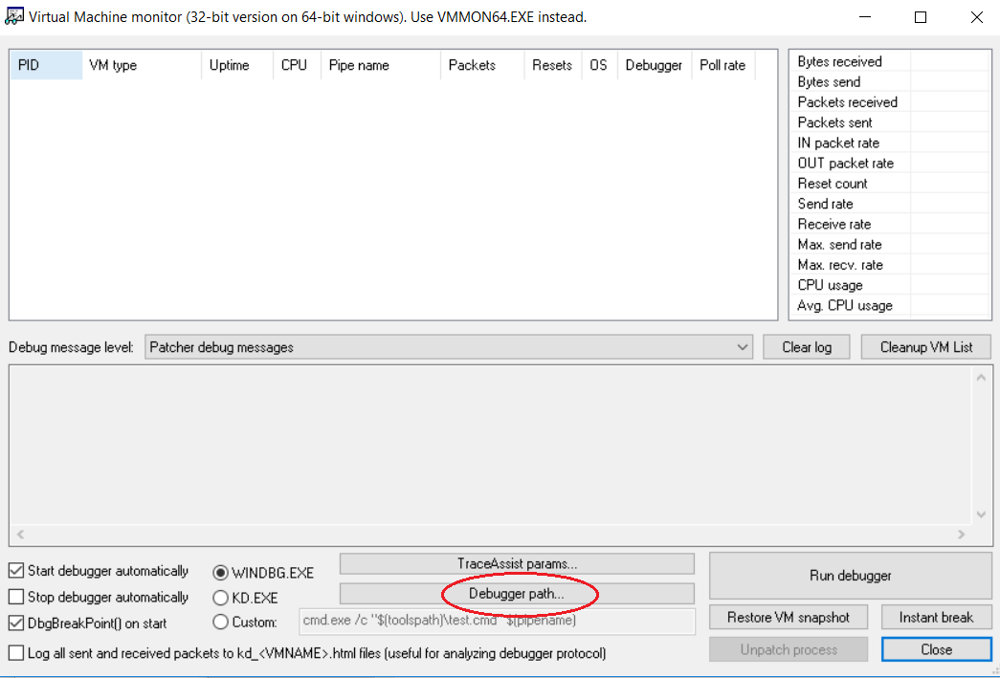 Virtual Machine monitor (32-bit version on 64-bit windows). Use VMMON64.EXE instead.
PID VM type Uptime CPU Pipe name Packets Resets OS Debugger Poll rate
Bytes received
Bytes send
Packets received
Packets sent
IN packet rate
OUT packet rate
Reset count
Send rate
Receive rate
Max. send rate
Max. recv. rate
CPU usage
Avg. CPU usage
Debug message level: Patcher debug messages Clear log Cleanup VM List
Start debugger automatically WINDBG.EXE TraceAssist params... Run debugger
Stop debugger automatically KD.EXE Debugger path...
DbgBreakPoint() on start Custom: cmd.exe /c "$(toolspath)\test.cmd" $(pipename) Restore VM snapshot Instant break
Log all sent and received packets to kd_<VMNAME>.html files (useful for analyzing debugger protocol) Unpatch process Close